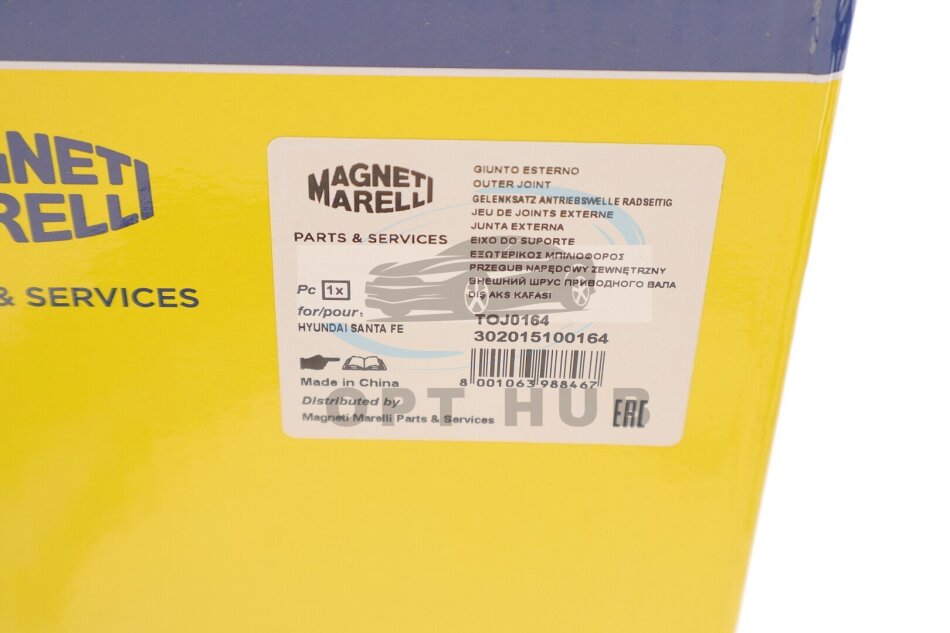 MAGNETI
MARELLI
PARTS & SERVICES
Pc 1x
for/pour:
HYUNDAI SANTA FE
Made in China
Distributed by
Magneti Marelli Parts & Services
GIUNTO ESTERNO
OUTER JOINT
GELENKSATZ ANTRIEBSWELLE RADSEITIG
JEU DE JOINTS EXTERNE
JUNTA EXTERNA
EIXO DO SUPORTE
ΕΞΩΤΕΡΙΚΟΣ ΜΠΙΛΙΟΦΟΡΟΣ
PRZEGUB NAPĘDOWY ZEWNĘTRZNY
ВНЕШНИЙ ШРУС ПРИВОДНОГО ВАЛА
DIŞ AKS KAFASI
TOJ0164
302015100164
8 001063 988467
EAC
OPT HUB
GNETI
RELLI
& SERVICES